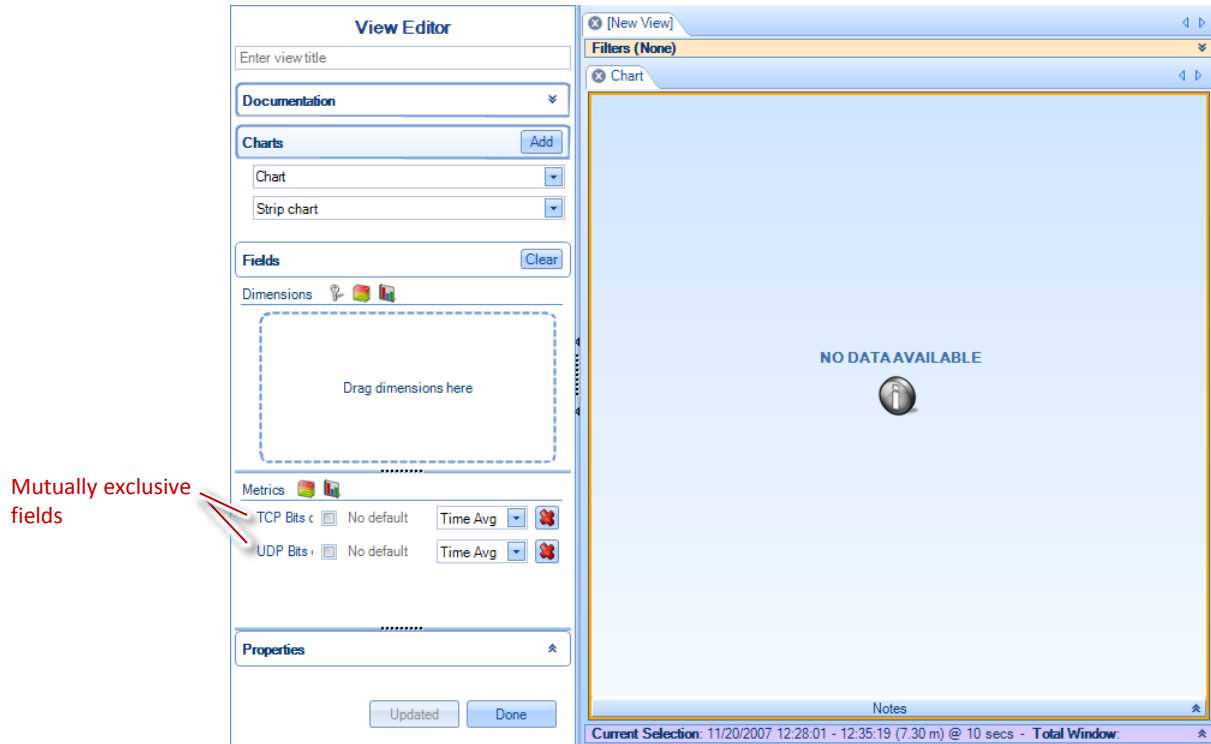 View Editor
Enter view title
Documentation
Charts
Add
Chart
Strip chart
Fields
Clear
Dimensions
Drag dimensions here
Mutually exclusive
fields
Metrics
TCP Bits
No default
Time Avg
UDP Bits
No default
Time Avg
Properties
Updated
Done
[New View]
Filters (None)
Chart
NO DATA AVAILABLE
Notes
Current Selection: 11/20/2007 12:28:01 - 12:35:19 (7.30 m) @ 10 secs - Total Window: